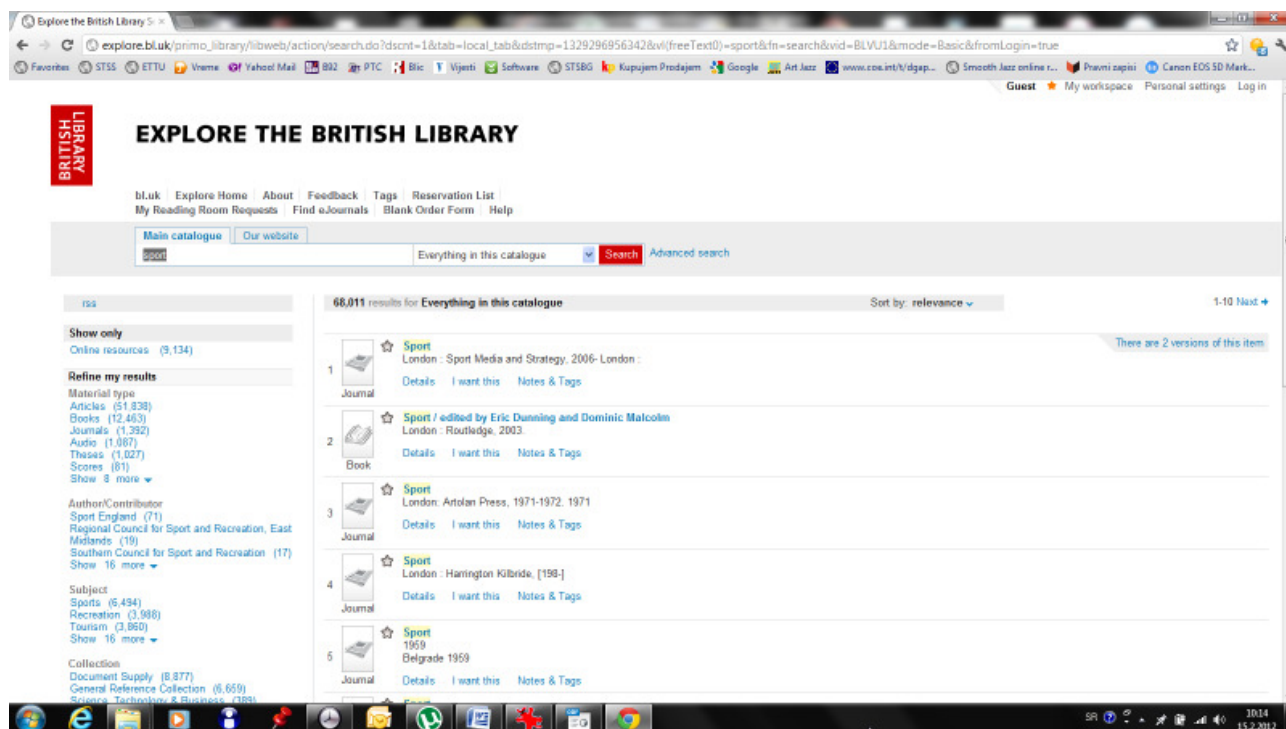 Explore the British Library Se ×
explore.bl.uk/primo_library/libweb/action/search.do?dscnt=1&tab=local_tab&dstmp=1329296956342&vl(freeText0)=sport&fn=search&vid=BLVU1&mode=Basic&fromLogin=true
Favorites STSS ETTU Vreme Yahoo! Mail B92 PTC Blic Vijesti Software STSBG Kupujem Prodajem Google Art Jazz www.coe.int/t/dgap... Smooth Jazz online r... Pravni zapisi Canon EOS 5D Mark...
Guest My workspace Personal settings Log in
BRITISH LIBRARY
EXPLORE THE BRITISH LIBRARY
bl.uk Explore Home About Feedback Tags Reservation List
My Reading Room Requests Find eJournals Blank Order Form Help
Main catalogue Our website
sport Everything in this catalogue Search Advanced search
rss
68,011 results for Everything in this catalogue Sort by: relevance 1-10 Next
Show only
Online resources (9,134)
Refine my results
Material type
Articles (51,838)
Books (12,463)
Journals (1,392)
Audio (1,087)
Theses (1,027)
Scores (81)
Show 8 more
Author/Contributor
Sport England (71)
Regional Council for Sport and Recreation, East
Midlands (19)
Southern Council for Sport and Recreation (17)
Show 16 more
Subject
Sports (6,494)
Recreation (3,988)
Tourism (3,860)
Show 16 more
Collection
Document Supply (8,877)
General Reference Collection (6,659)
Science, Technology & Business (389)
1
Journal
Sport
There are 2 versions of this item
London : Sport Media and Strategy, 2006- London :
Details I want this Notes & Tags
2
Book
Sport / edited by Eric Dunning and Dominic Malcolm
London : Routledge, 2003.
Details I want this Notes & Tags
3
Journal
Sport
London: Artolan Press, 1971-1972. 1971
Details I want this Notes & Tags
4
Journal
Sport
London : Harrington Kilbride, [198-]
Details I want this Notes & Tags
5
Journal
Sport
1959
Belgrade 1959
Details I want this Notes & Tags
Sport
SR 10:14
15.2.2012